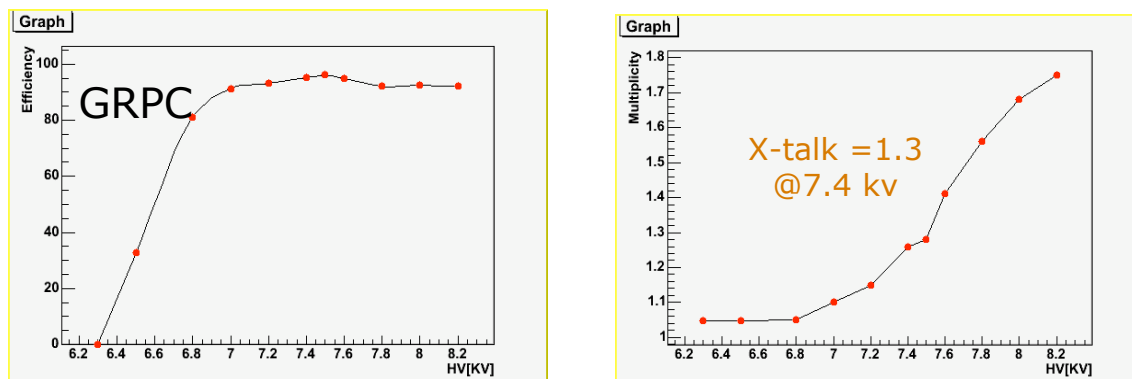 Graph
Efficiency
100
80
60
40
20
0
GRPC
6.2 6.4 6.6 6.8 7 7.2 7.4 7.6 7.8 8 8.2
HV[KV]
Graph
Multiplicity
1.8
1.7
1.6
1.5
1.4
1.3
1.2
1.1
1
X-talk =1.3
@7.4 kv
6.2 6.4 6.6 6.8 7 7.2 7.4 7.6 7.8 8 8.2
HV[KV]